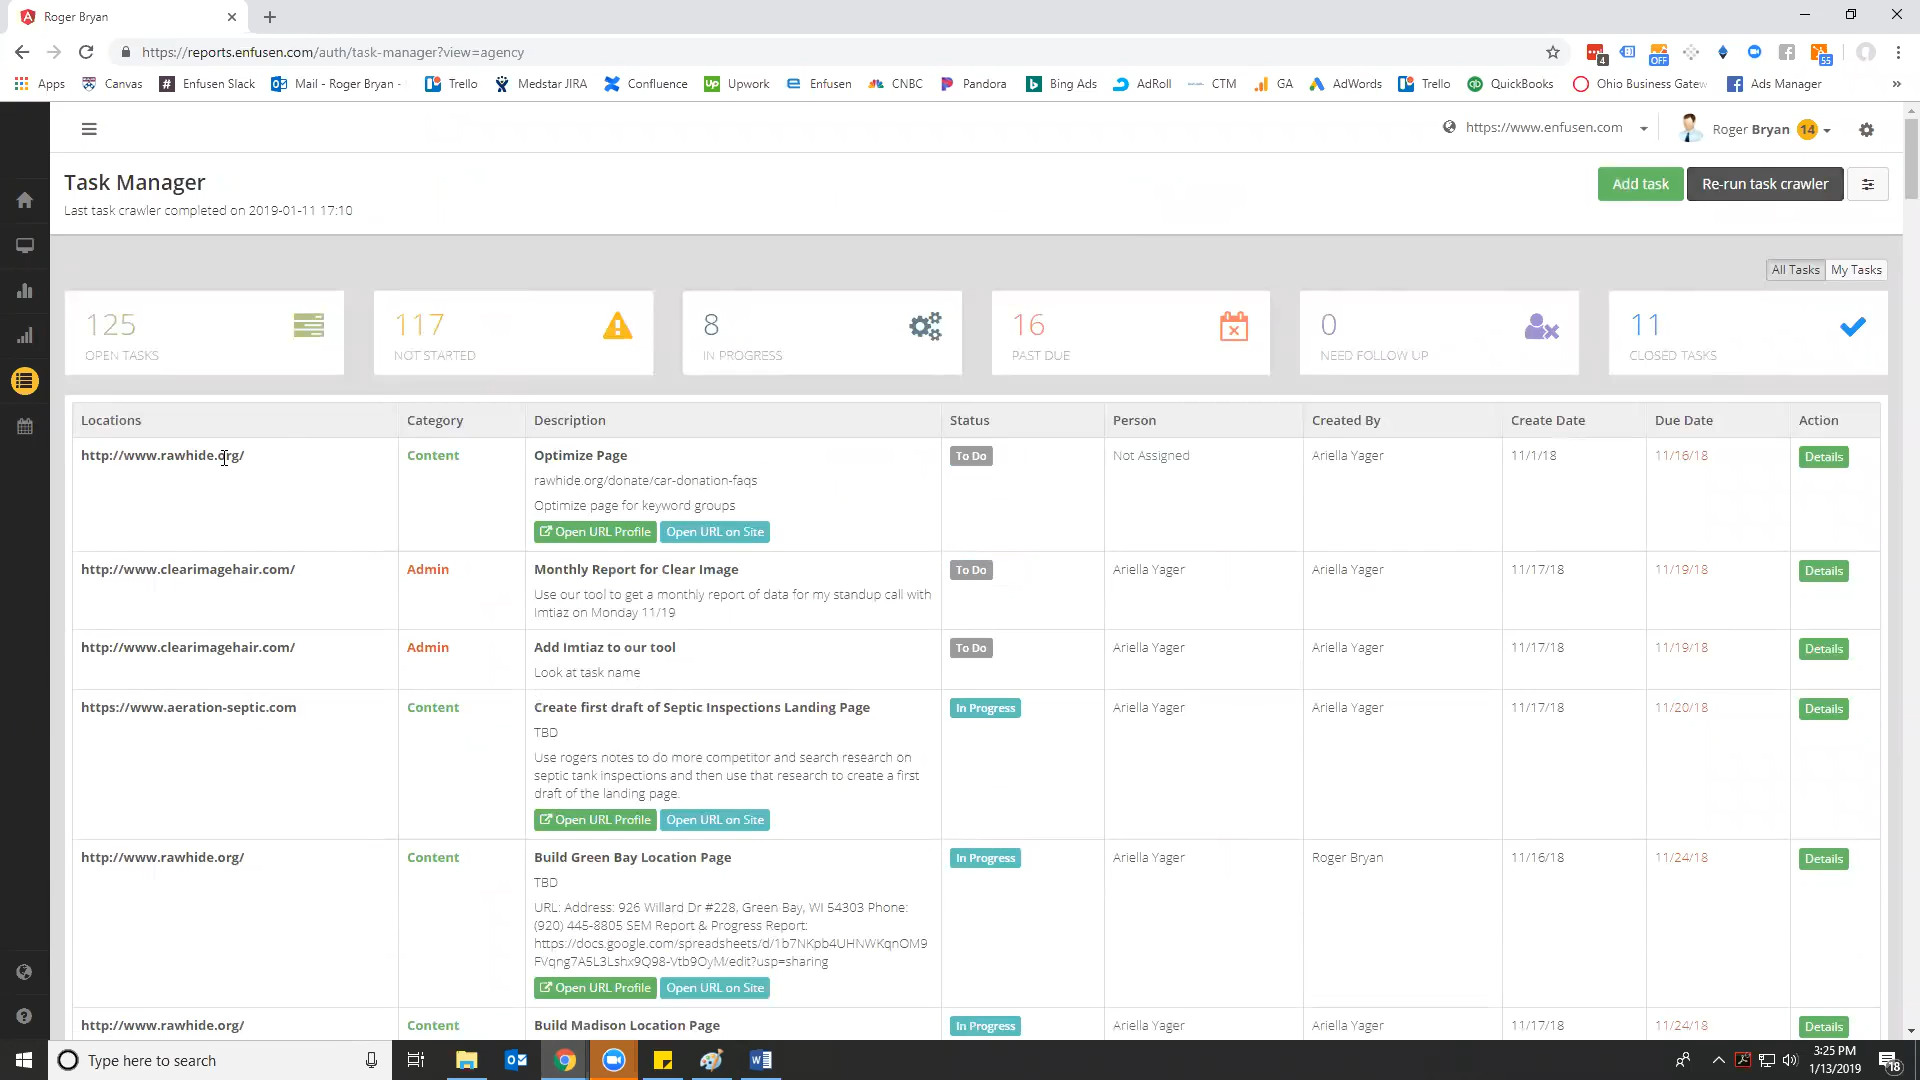 Roger Bryan
https://reports.enfusen.com/auth/task-manager?view=agency
4
OFF
55
Apps
Canvas
Enfusen Slack
Mail - Roger Bryan -
Trello
Medstar JIRA
Confluence
Upwork
Enfusen
CNBC
Pandora
Bing Ads
AdRoll
CTM
GA
AdWords
Trello
QuickBooks
Ohio Business Gatew
Ads Manager
»
https://www.enfusen.com
Roger Bryan 14
Task Manager
Last task crawler completed on 2019-01-11 17:10
Add task
Re-run task crawler
All Tasks
My Tasks
125
OPEN TASKS
117
NOT STARTED
8
IN PROGRESS
16
PAST DUE
0
NEED FOLLOW UP
11
CLOSED TASKS
Locations Category Description Status Person Created By Create Date Due Date Action
http://www.rawhide.org/ Content Optimize Page To Do Not Assigned Ariella Yager 11/1/18 11/16/18 Details
rawhide.org/donate/car-donation-faqs
Optimize page for keyword groups
Open URL Profile Open URL on Site
http://www.clearimagehair.com/ Admin Monthly Report for Clear Image To Do Ariella Yager Ariella Yager 11/17/18 11/19/18 Details
Use our tool to get a monthly report of data for my standup call with
Imtiaz on Monday 11/19
http://www.clearimagehair.com/ Admin Add Imtiaz to our tool To Do Ariella Yager Ariella Yager 11/17/18 11/19/18 Details
Look at task name
https://www.aeration-septic.com Content Create first draft of Septic Inspections Landing Page In Progress Ariella Yager Ariella Yager 11/17/18 11/20/18 Details
TBD
Use rogers notes to do more competitor and search research on
septic tank inspections and then use that research to create a first
draft of the landing page.
Open URL Profile Open URL on Site
http://www.rawhide.org/ Content Build Green Bay Location Page In Progress Ariella Yager Roger Bryan 11/16/18 11/24/18 Details
TBD
URL: Address: 926 Willard Dr #228, Green Bay, WI 54303 Phone:
(920) 445-8805 SEM Report & Progress Report:
https://docs.google.com/spreadsheets/d/1b7NKpb4UHNWKqnOM9
FVqng7A5L3Lshx9Q98-Vtb9OyM/edit?usp=sharing
Open URL Profile Open URL on Site
http://www.rawhide.org/ Content Build Madison Location Page In Progress Ariella Yager Ariella Yager 11/17/18 11/24/18 Details
Type here to search
3:25 PM
1/13/2019
18